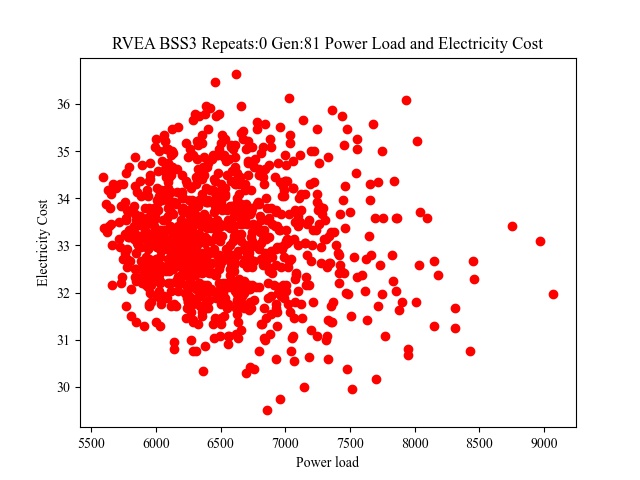 RVEA BSS3 Repeats:0 Gen:81 Power Load and Electricity Cost
Electricity Cost
36
35
34
33
32
31
30
5500 6000 6500 7000 7500 8000 8500 9000
Power load